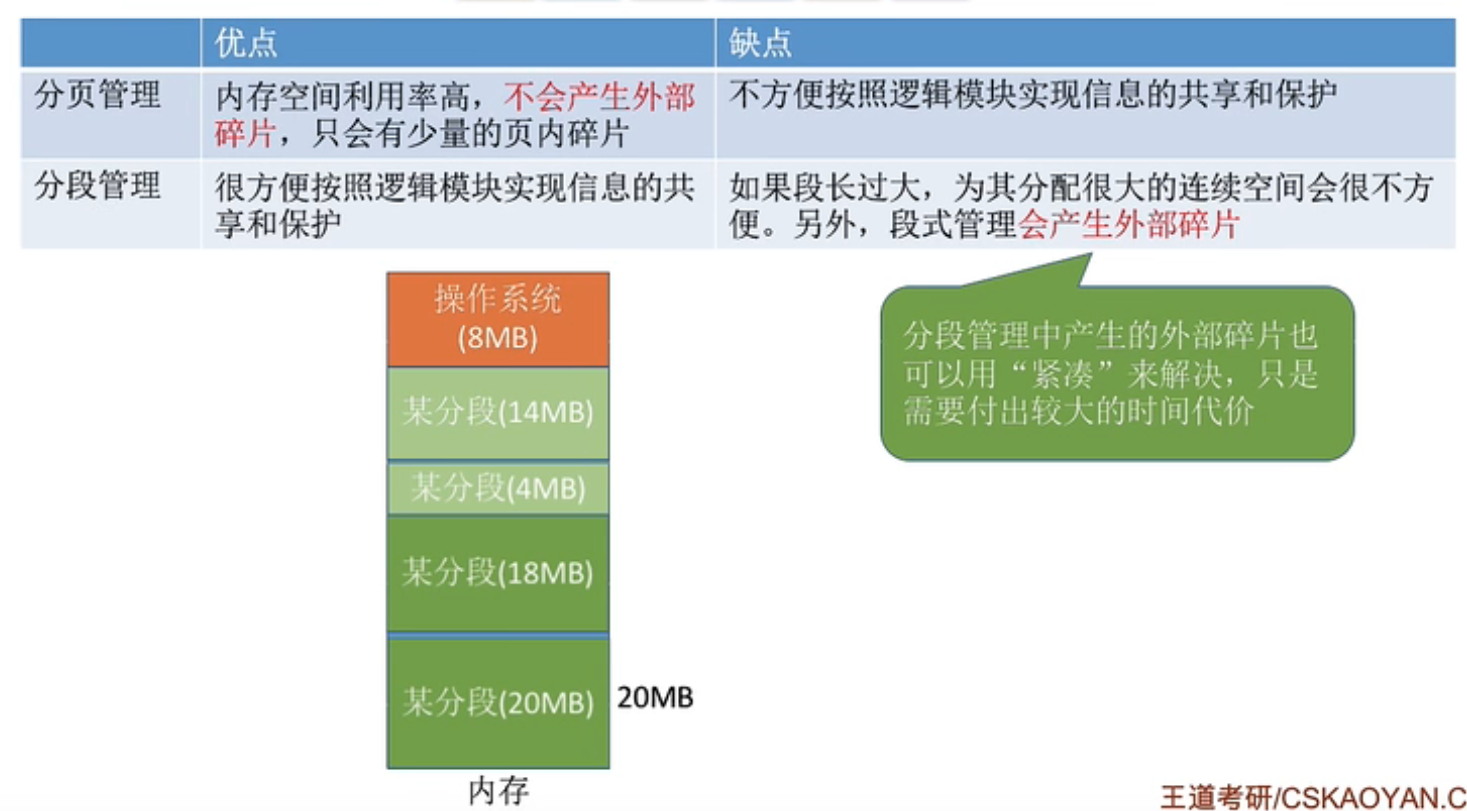 优点
缺点
分页管理
内存空间利用率高，不会产生外部
碎片，只会有少量的页内碎片
不方便按照逻辑模块实现信息的共享和保护
分段管理
很方便按照逻辑模块实现信息的共
享和保护
如果段长过大，为其分配很大的连续空间会很不方
便。另外，段式管理会产生外部碎片
操作系统
(8MB)
某分段(14MB)
某分段(4MB)
某分段(18MB)
某分段(20MB)
20MB
内存
分段管理中产生的外部碎片也
可以用“紧凑”来解决，只是
需要付出较大的时间代价
王道考研/CSKAOYAN.C